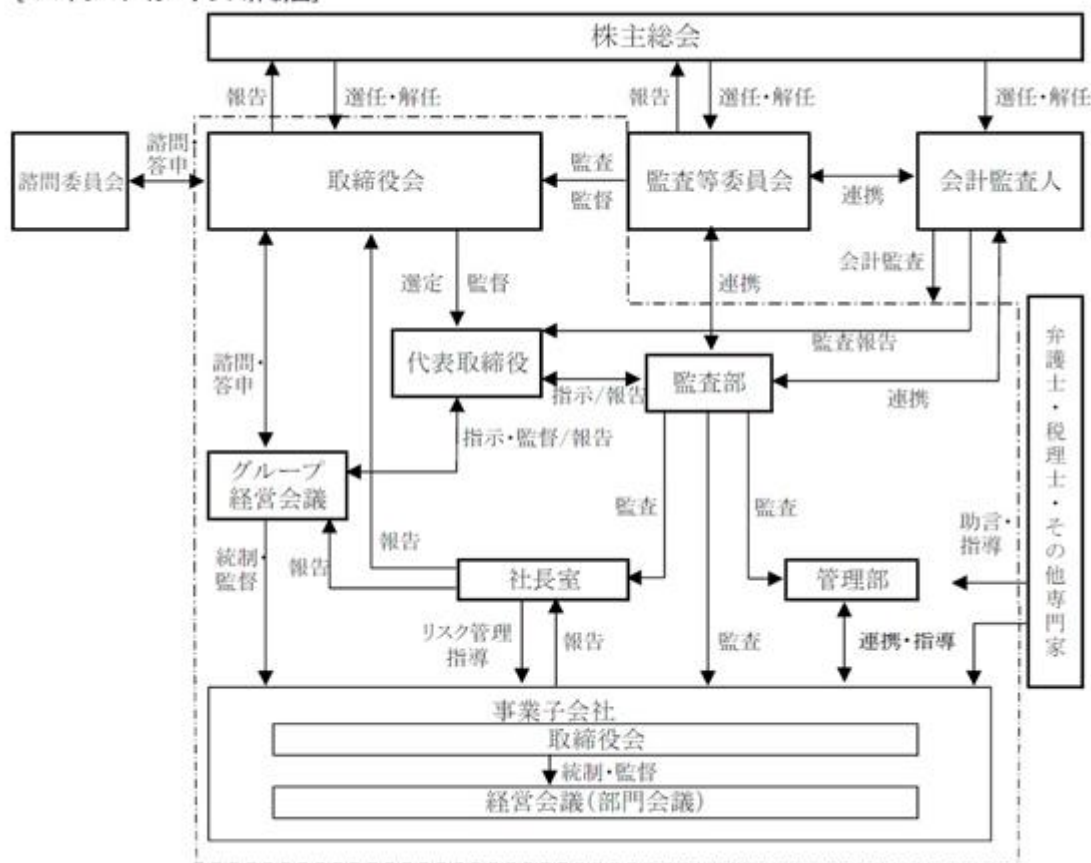 株主総会
報告
選任・解任
報告
選任・解任
選任・解任
諮問委員会
諮問・
答申
取締役会
監査
監督
監査等委員会
連携
会計監査人
選定
監督
連携
会計監査
諮問・
答申
代表取締役
監査報告
指示/報告
監査部
連携
指示・監督/報告
グループ
経営会議
監査
監査
弁護士・税理士・その他専門家
助言・
指導
統制・
監督
報告
報告
社長室
管理部
リスク管理
指導
報告
監査
連携・指導
事業子会社
取締役会
統制・監督
経営会議(部門会議)